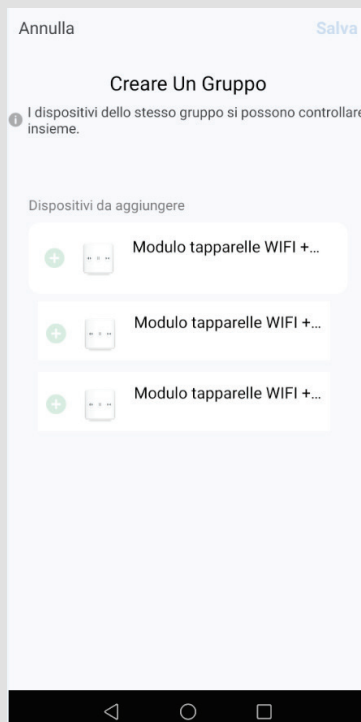 Annulla Salva
Creare Un Gruppo
I dispositivi dello stesso gruppo si possono controllare
insieme.
Dispositivi da aggiungere
Modulo tapparelle WIFI +...
Modulo tapparelle WIFI +...
Modulo tapparelle WIFI +...